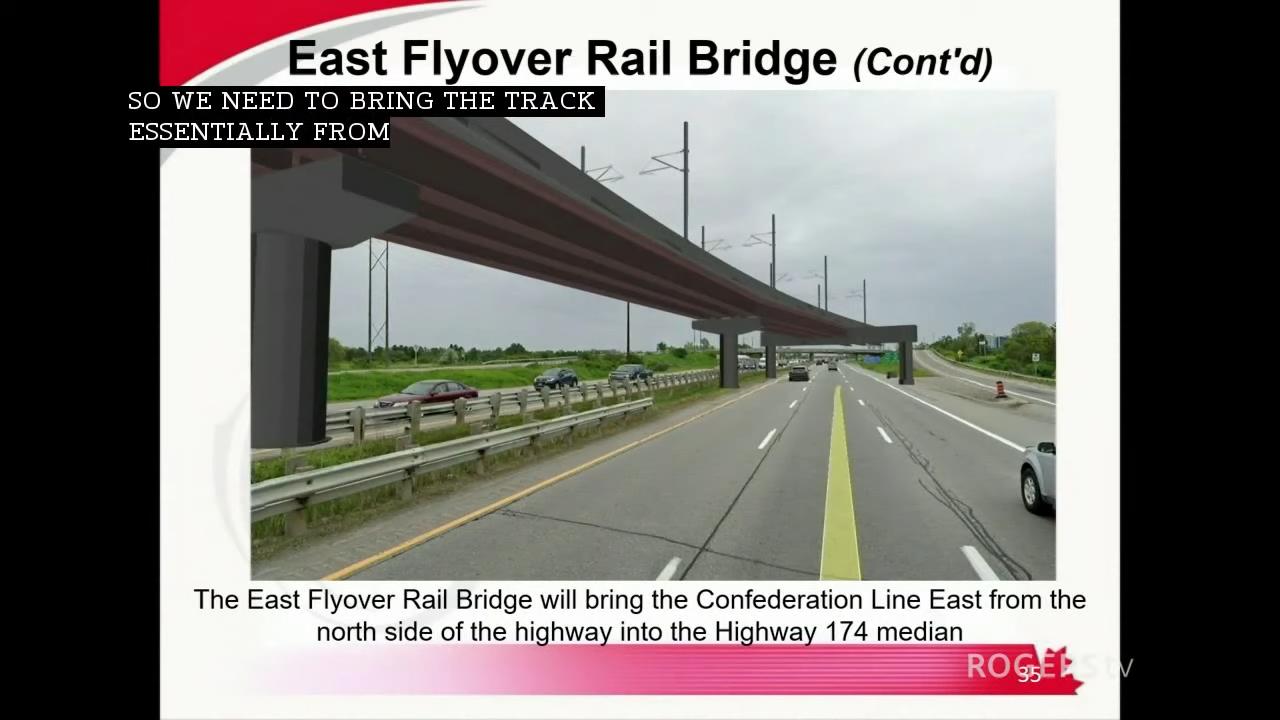 East Flyover Rail Bridge (Cont'd)
SO WE NEED TO BRING THE TRACK
ESSENTIALLY FROM
The East Flyover Rail Bridge will bring the Confederation Line East from the
north side of the highway into the Highway 174 median
ROGERS tv
35